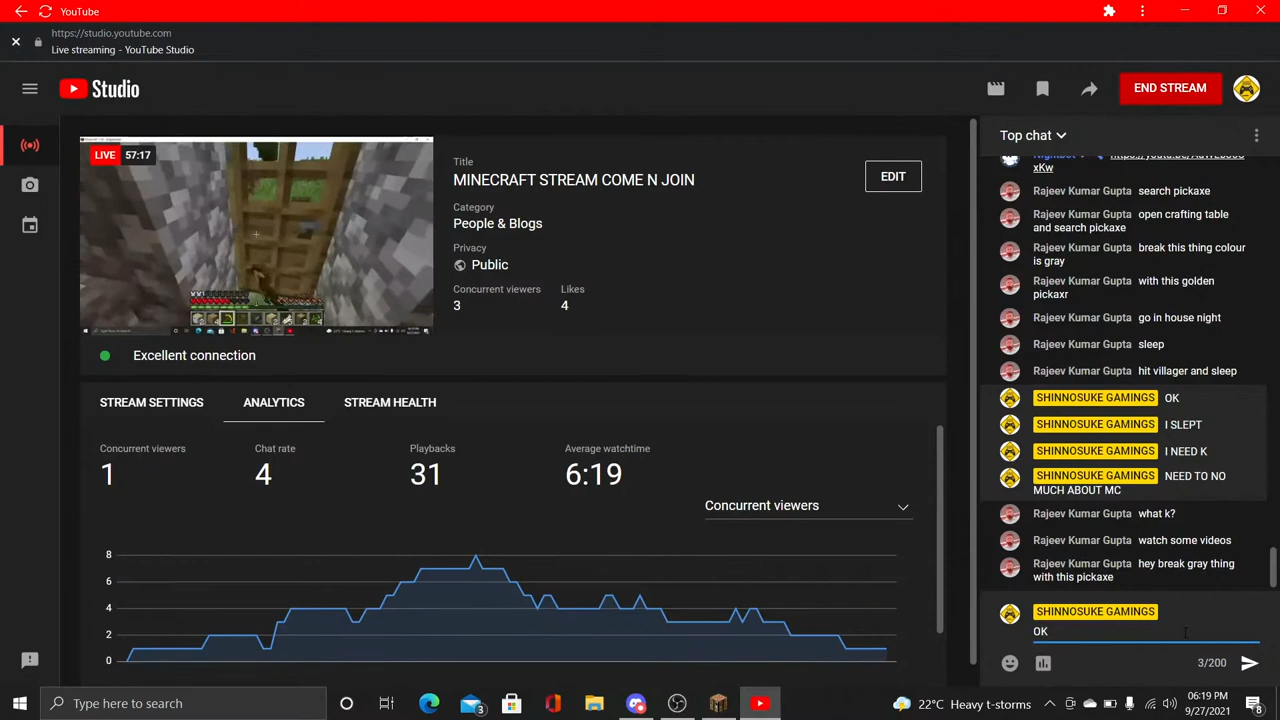 YouTube
https://studio.youtube.com
Live streaming - YouTube Studio
Studio
END STREAM
LIVE 57:17
Title
MINECRAFT STREAM COME N JOIN
EDIT
Category
People & Blogs
Privacy
Public
Concurrent viewers
3
Likes
4
Excellent connection
STREAM SETTINGS
ANALYTICS
STREAM HEALTH
Concurrent viewers
1
Chat rate
4
Playbacks
31
Average watchtime
6:19
Concurrent viewers
8
6
4
2
0
Top chat
xKw
Rajeev Kumar Gupta search pickaxe
Rajeev Kumar Gupta open crafting table
and search pickaxe
Rajeev Kumar Gupta break this thing colour
is gray
Rajeev Kumar Gupta with this golden
pickaxr
Rajeev Kumar Gupta go in house night
Rajeev Kumar Gupta sleep
Rajeev Kumar Gupta hit villager and sleep
SHINNOSUKE GAMINGS OK
SHINNOSUKE GAMINGS I SLEPT
SHINNOSUKE GAMINGS I NEED K
SHINNOSUKE GAMINGS NEED TO NO
MUCH ABOUT MC
Rajeev Kumar Gupta what k?
Rajeev Kumar Gupta watch some videos
Rajeev Kumar Gupta hey break gray thing
with this pickaxe
SHINNOSUKE GAMINGS
OK
3/200
Type here to search
3
22°C Heavy t-storms
06:19 PM
9/27/2021
8